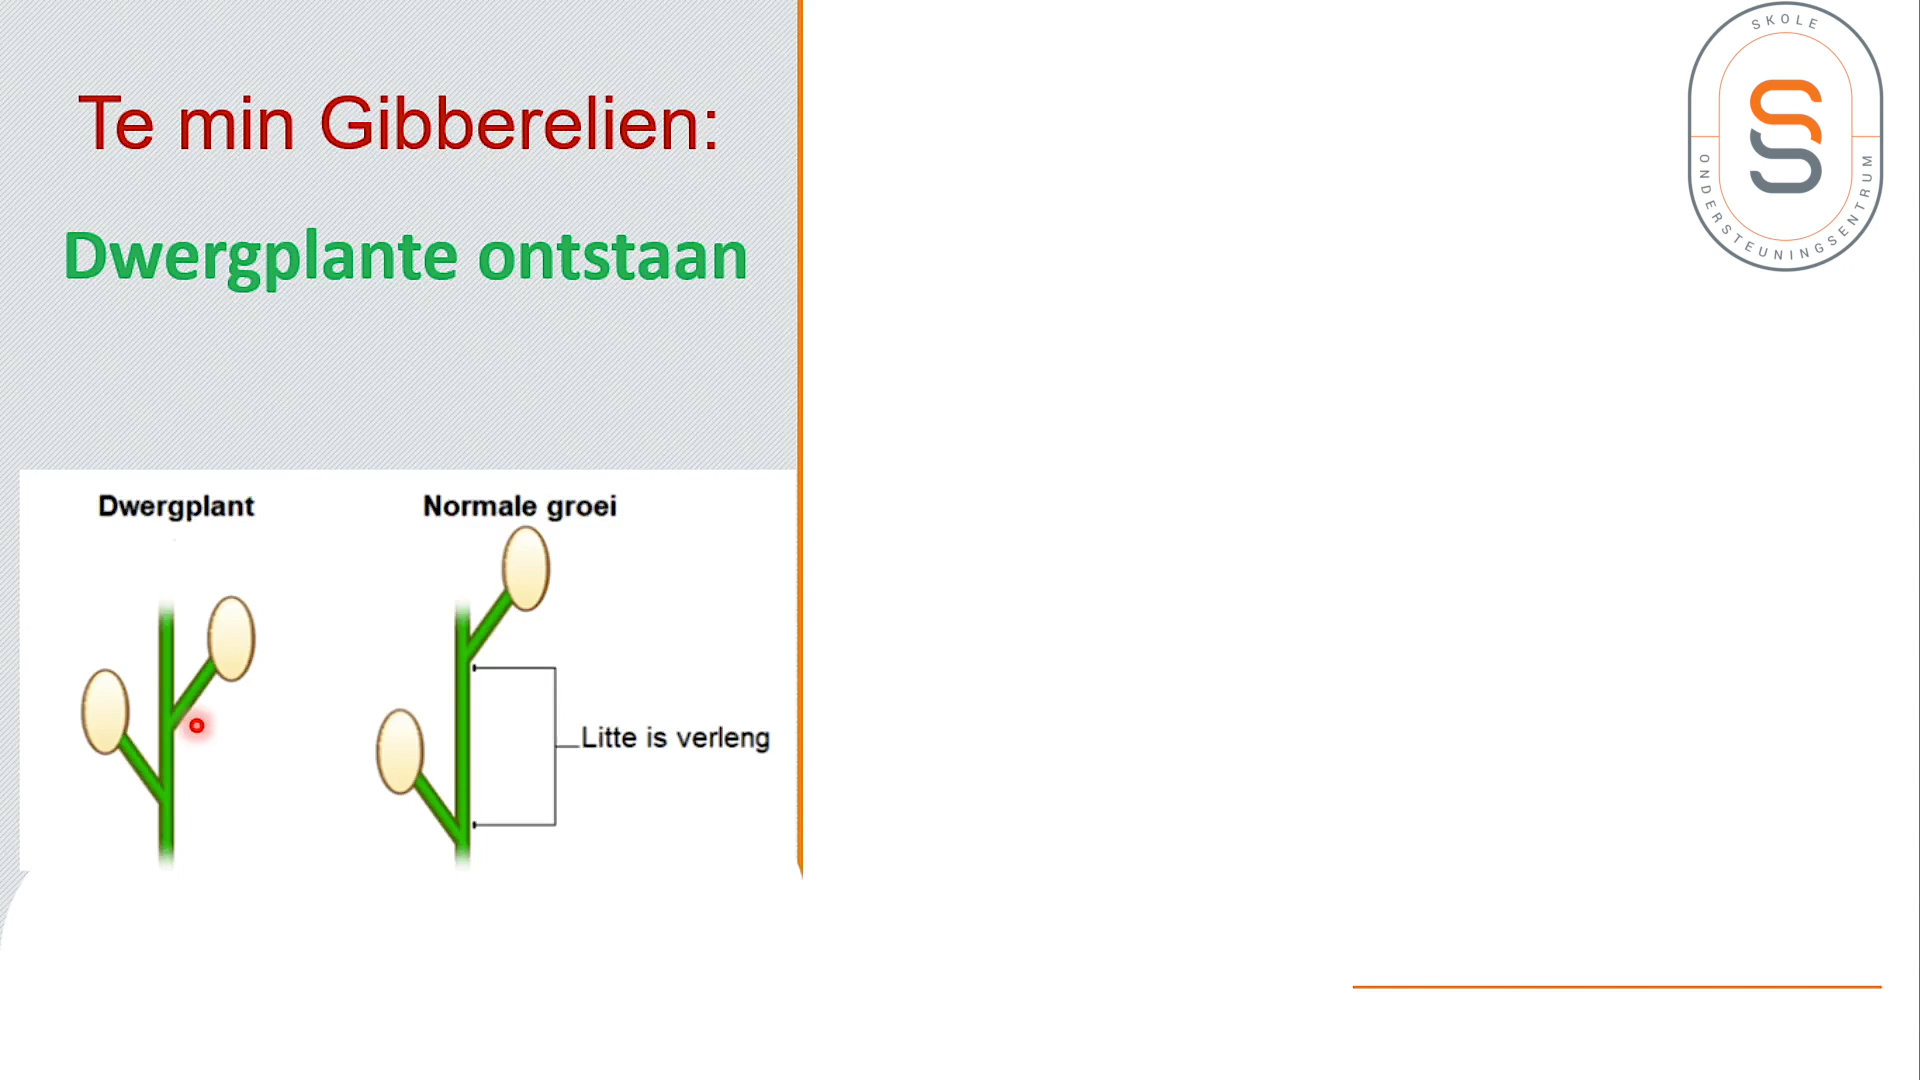 Te min Gibberelien:
Dwergplante ontstaan
Dwergplant
Normale groei
Litte is verleng
SKOLE
ONDERSTEUNINGSENTRUM